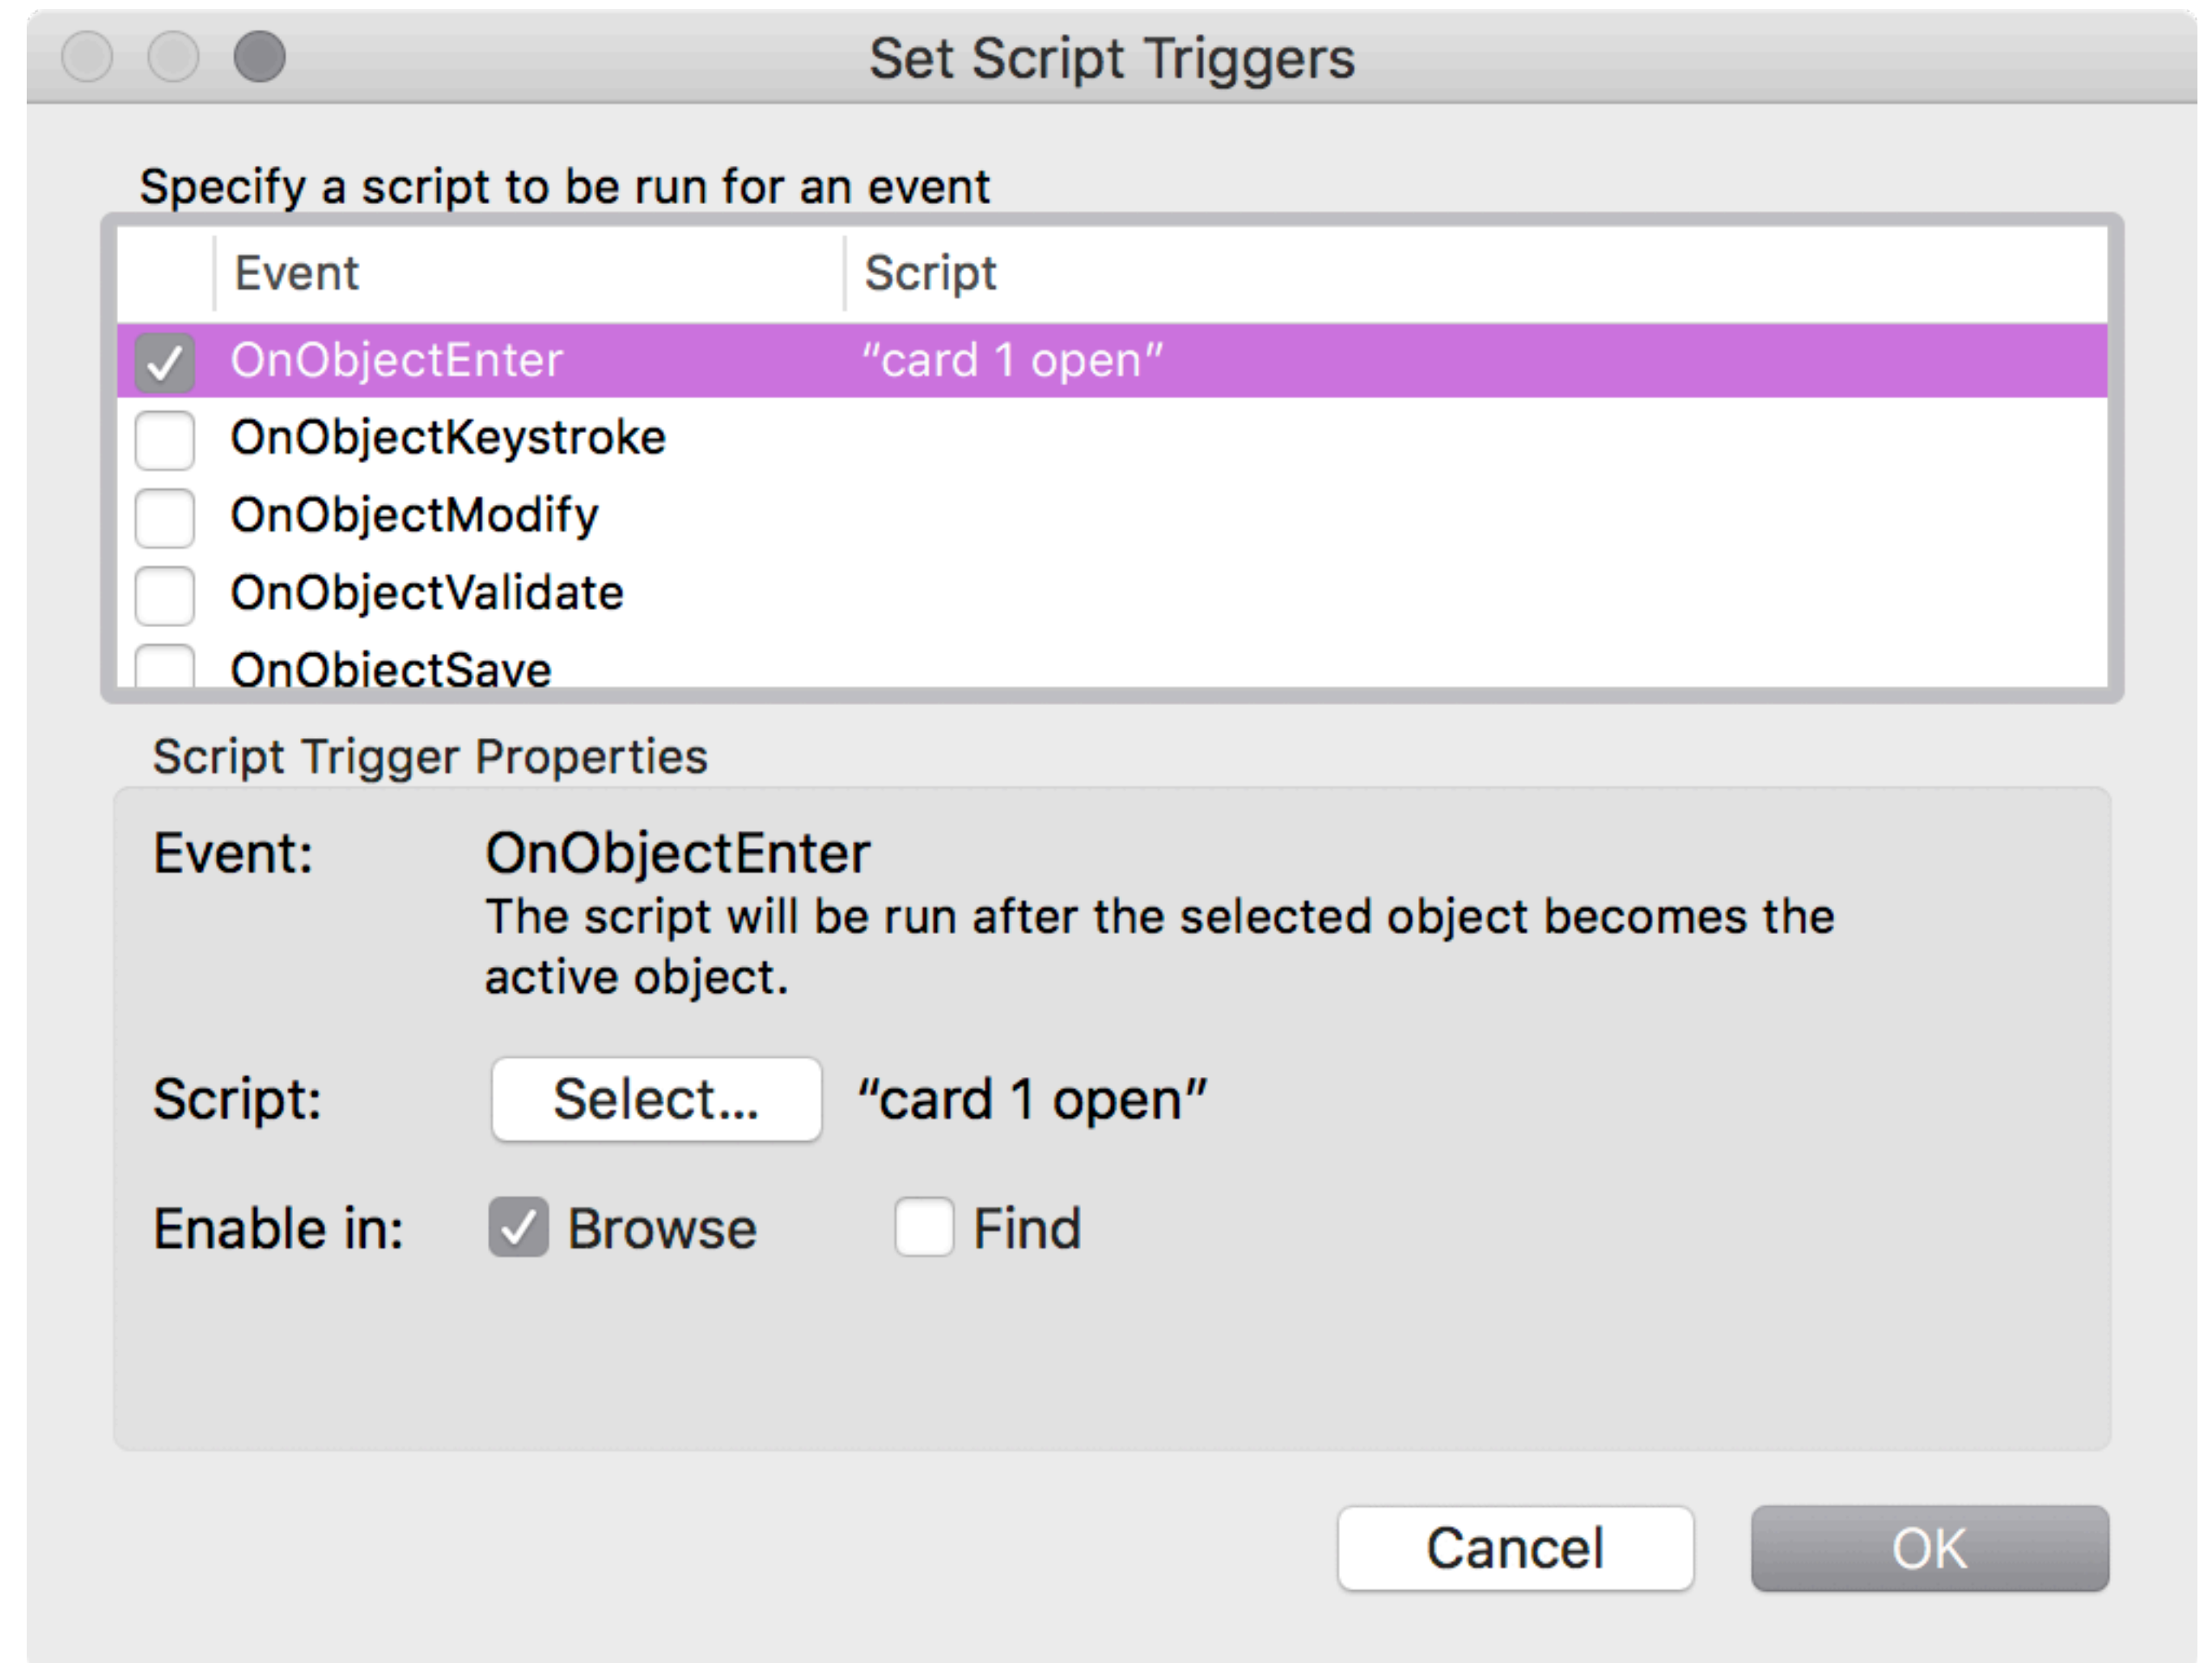 Set Script Triggers
Specify a script to be run for an event
Event Script
OnObjectEnter “card 1 open”
OnObjectKeystroke
OnObjectModify
OnObjectValidate
OnObjectSave
Script Trigger Properties
Event: OnObjectEnter
The script will be run after the selected object becomes the
active object.
Script: Select... “card 1 open”
Enable in: Browse Find
Cancel OK